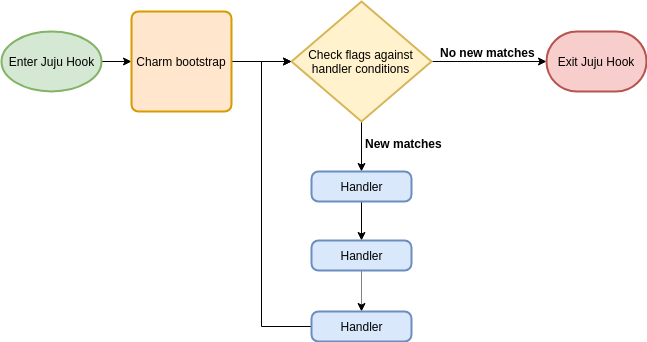 Enter Juju Hook
Charm bootstrap
Check flags against
handler conditions
No new matches
Exit Juju Hook
New matches
Handler
Handler
Handler